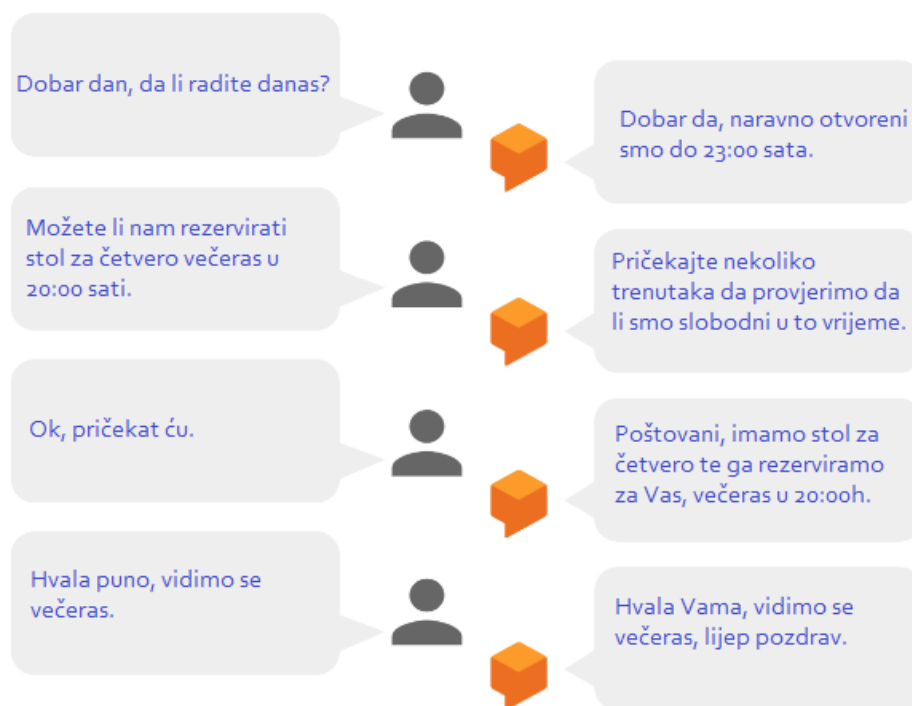 Dobar dan, da li radite danas?
Dobar da, naravno otvoreni
smo do 23:00 sata.
Možete li nam rezervirati
stol za četvero večeras u
20:00 sati.
Pričekajte nekoliko
trenutaka da provjerimo da
li smo slobodni u to vrijeme.
Ok, pričekat ću.
Poštovani, imamo stol za
četvero te ga rezerviramo
za Vas, večeras u 20:00h.
Hvala puno, vidimo se
večeras.
Hvala Vama, vidimo se
večeras, lijep pozdrav.